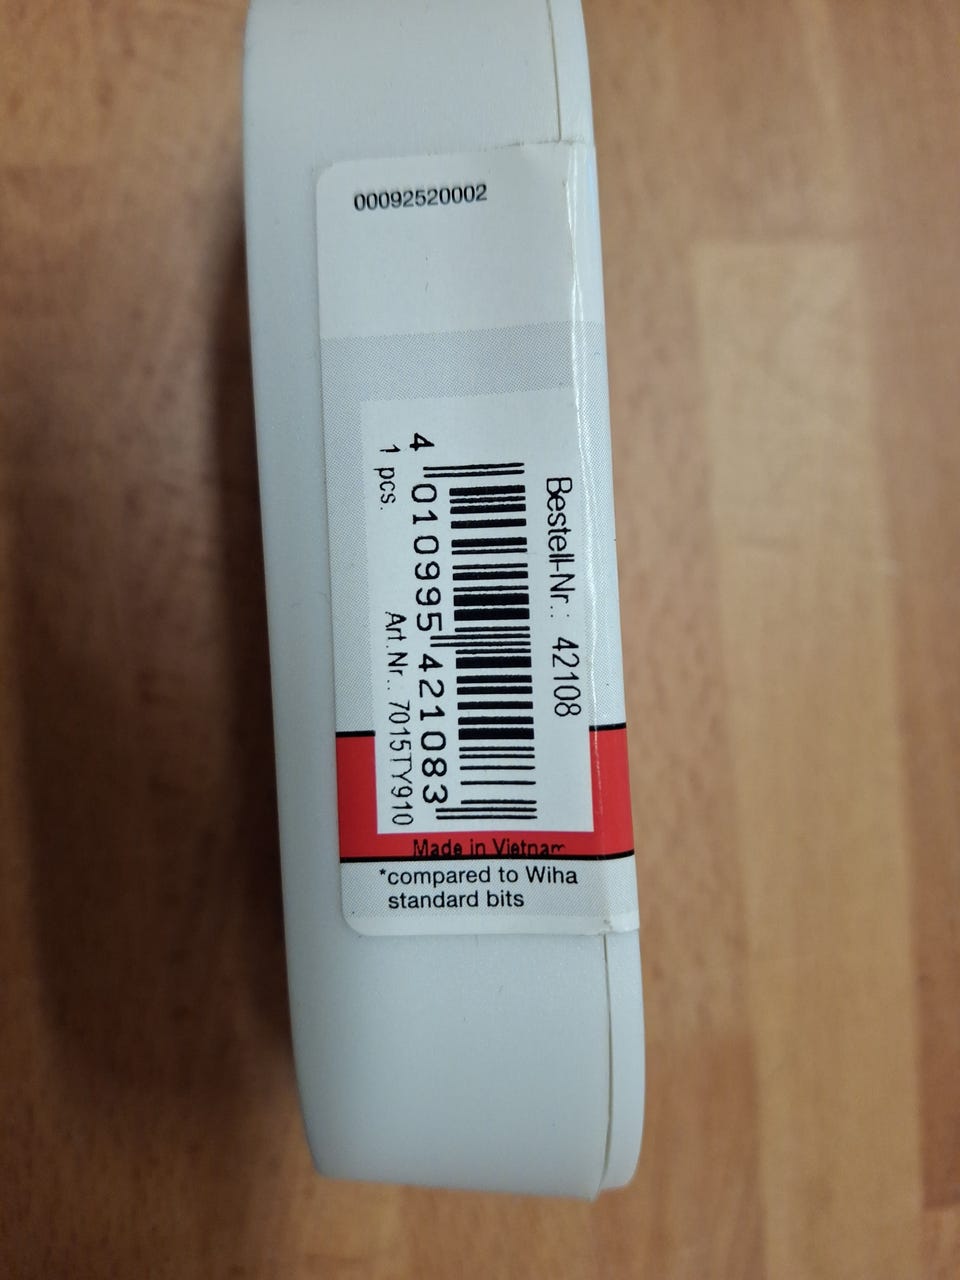 00092520002
Bestell-Nr.: 42108
4 010995 421083
1 pcs. Art.Nr.: 7015TY910
Made in Vietnam
*compared to Wiha
standard bits